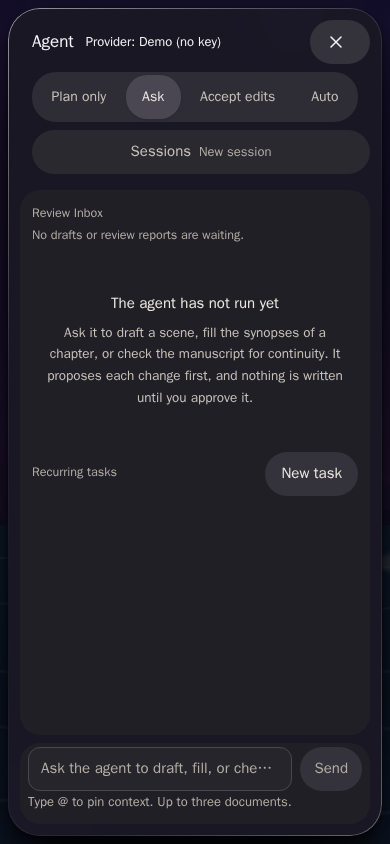 Agent Provider: Demo (no key)
Plan only Ask Accept edits Auto
Sessions New session
Review Inbox
No drafts or review reports are waiting.
The agent has not run yet
Ask it to draft a scene, fill the synopses of a
chapter, or check the manuscript for continuity. It
proposes each change first, and nothing is written
until you approve it.
Recurring tasks New task
Ask the agent to draft, fill, or che··· Send
Type @ to pin context. Up to three documents.